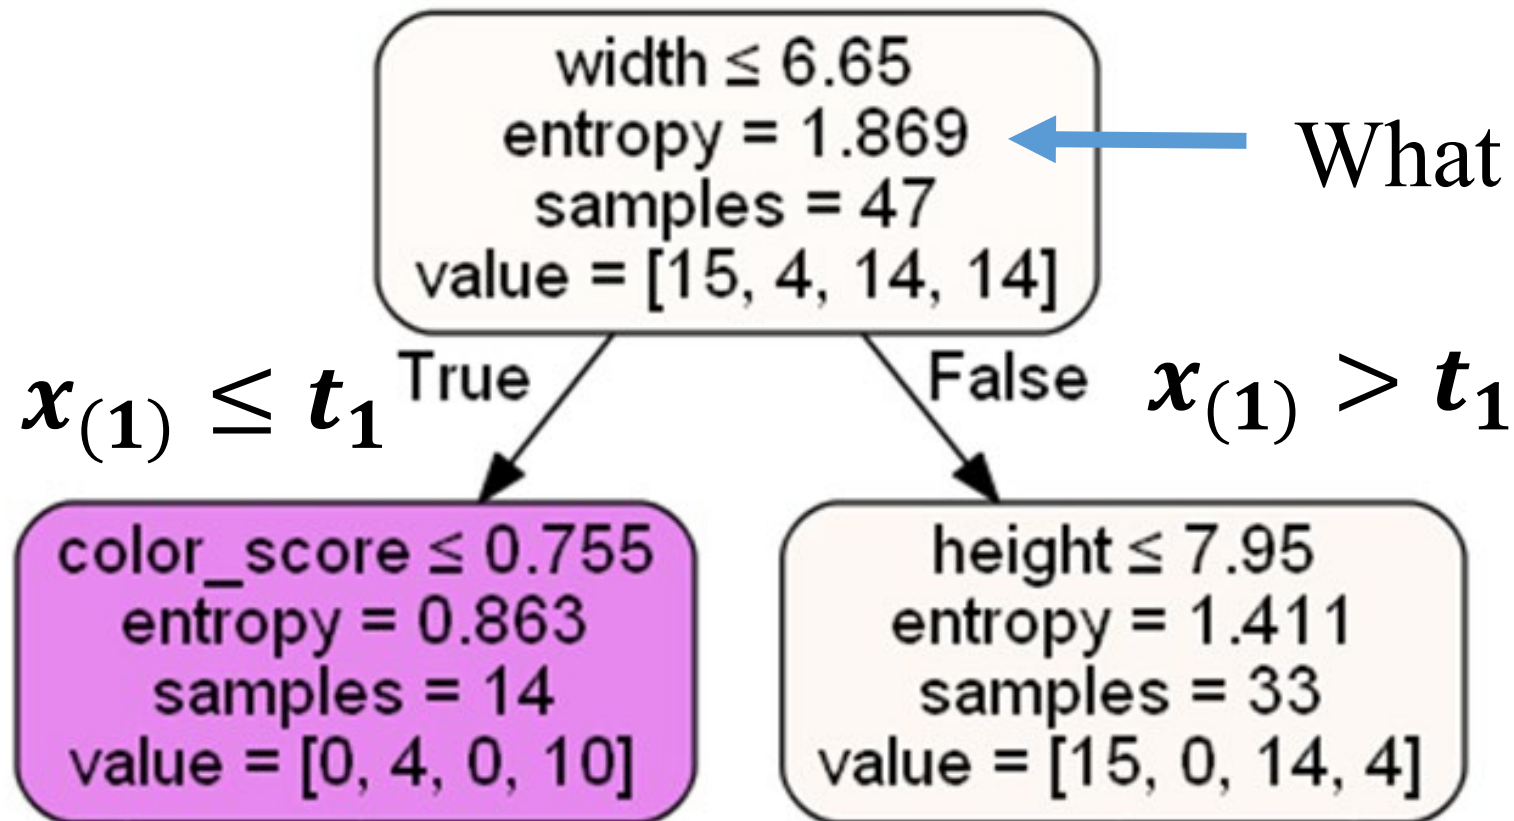 width ≤ 6.65
entropy = 1.869
samples = 47
value = [15, 4, 14, 14]
What
x(1) ≤ t1
True
False
x(1) > t1
color_score ≤ 0.755
entropy = 0.863
samples = 14
value = [0, 4, 0, 10]
height ≤ 7.95
entropy = 1.411
samples = 33
value = [15, 0, 14, 4]